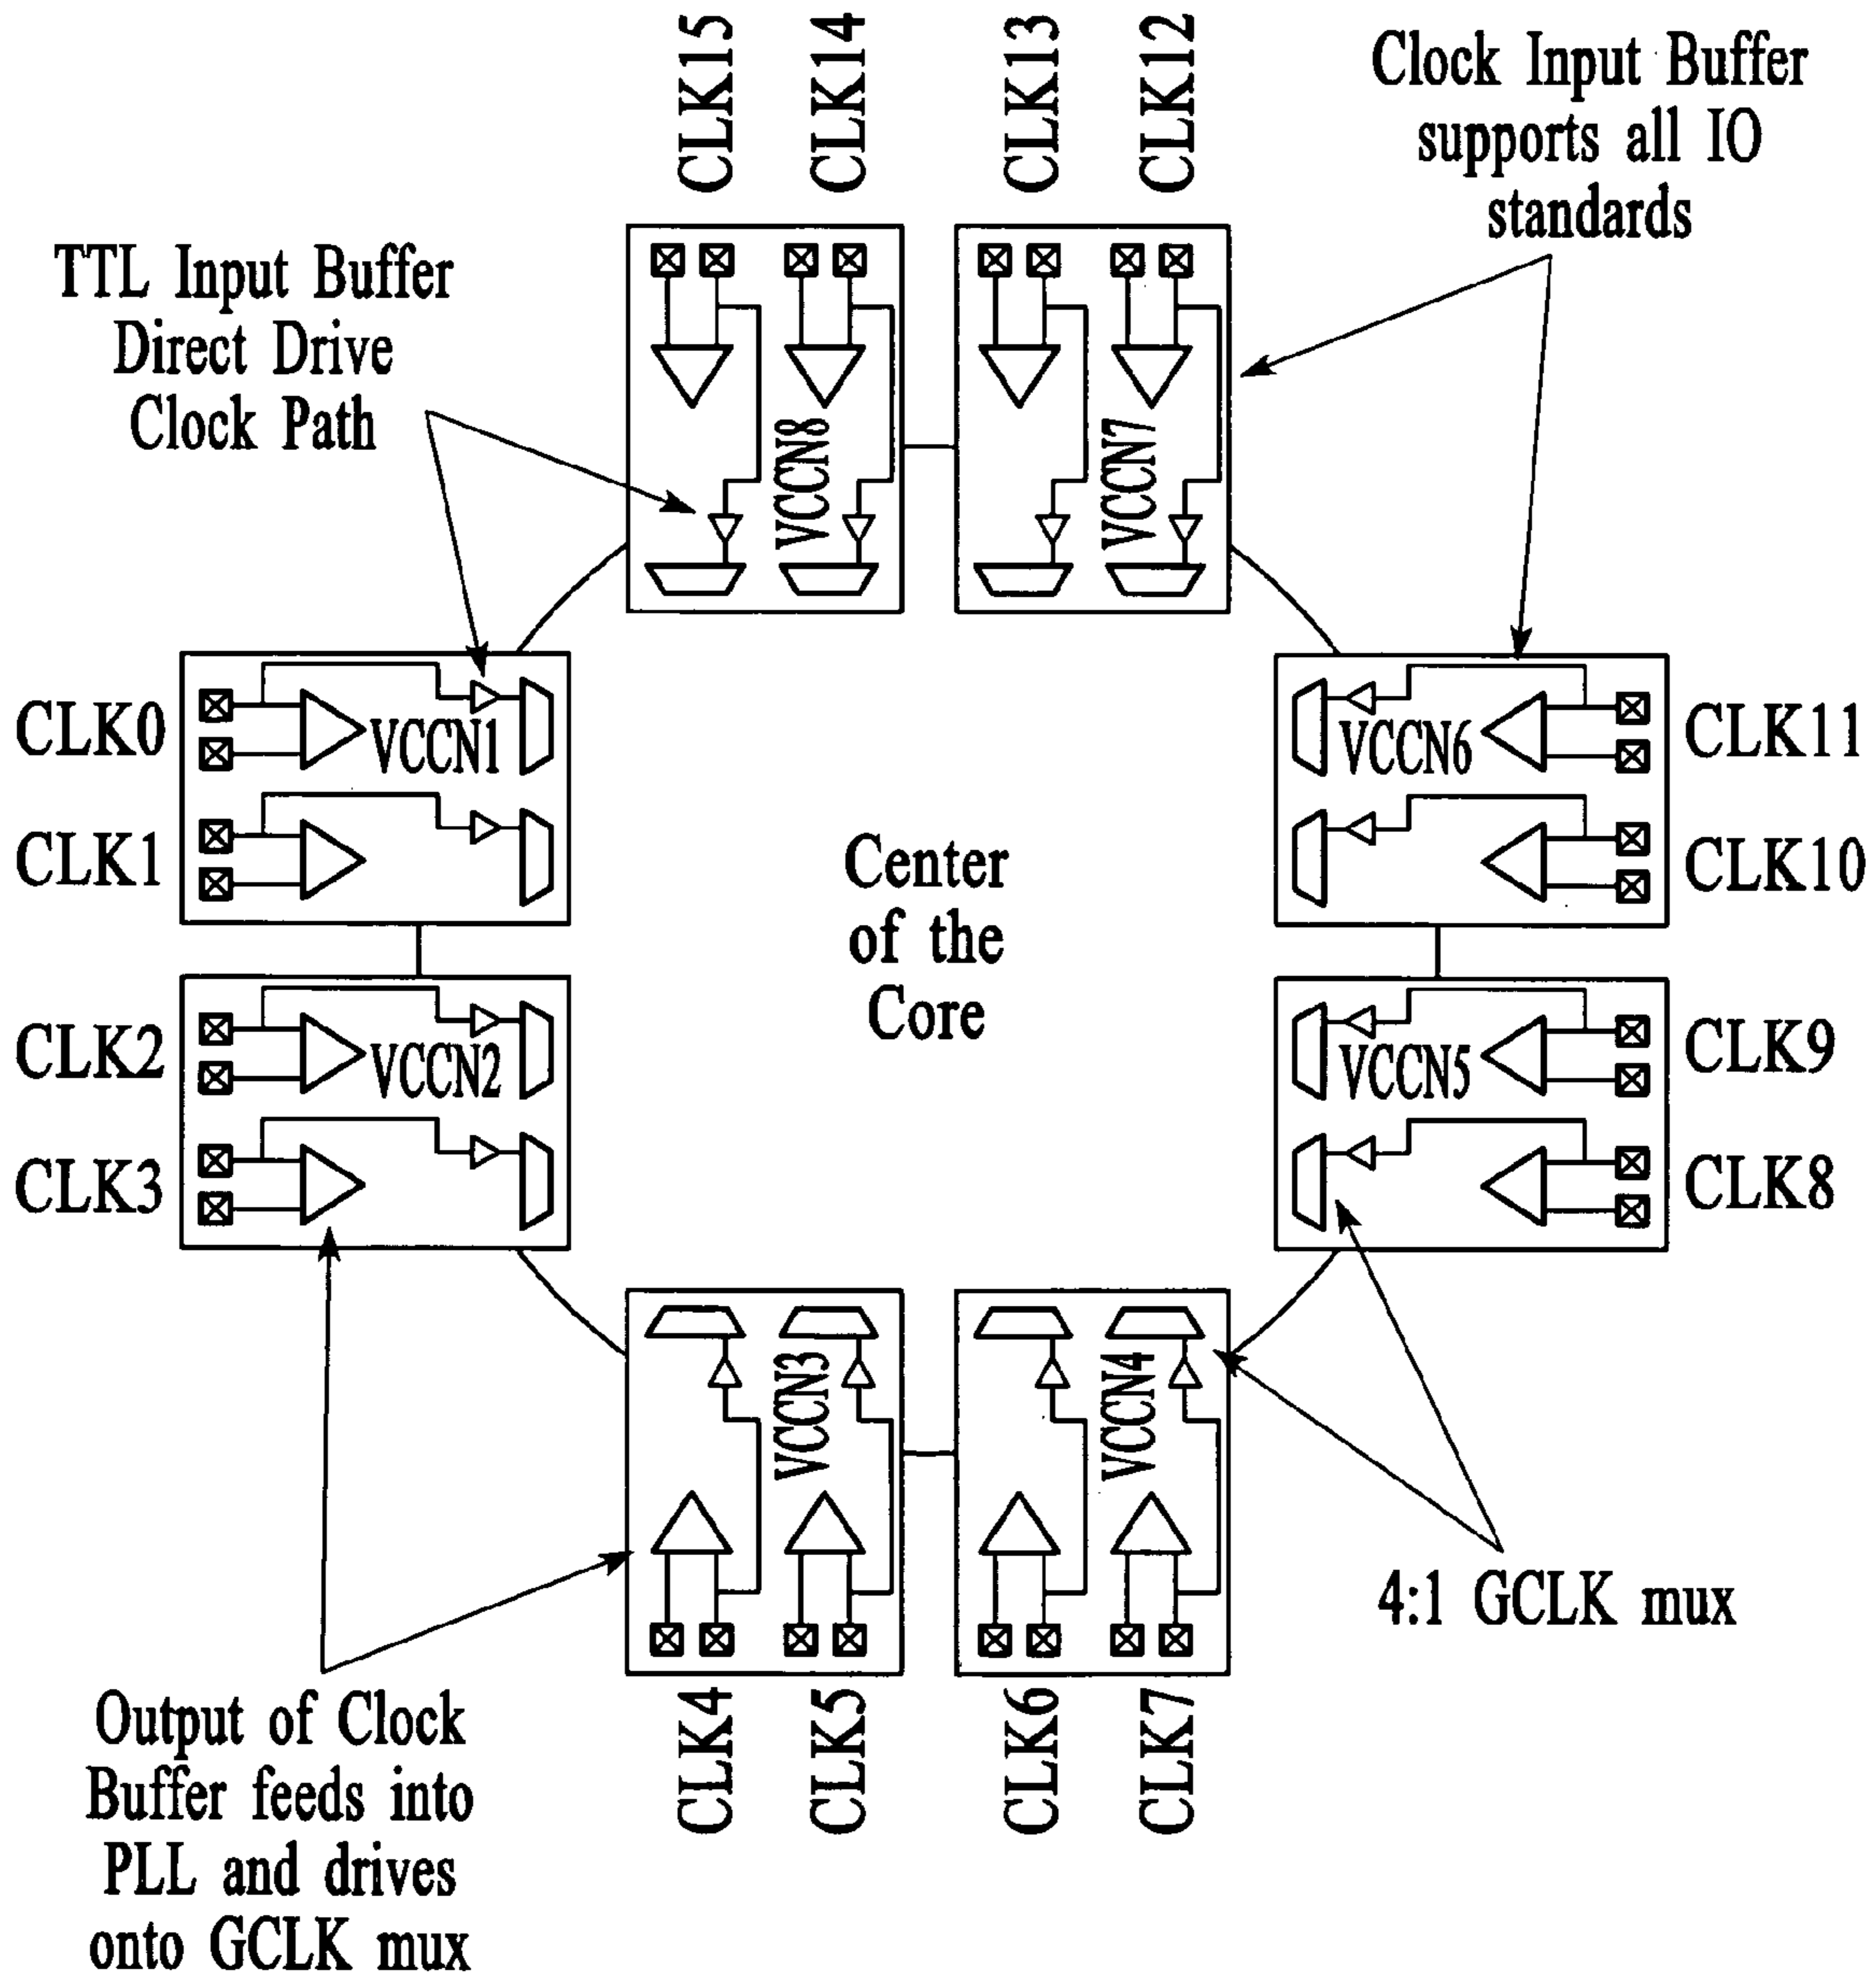 CLK15
CLK14
CLK13
CLK12
Clock Input Buffer
supports all IO
standards
TTL Input Buffer
Direct Drive
Clock Path
VCCN8
VCCN7
CLK0
VCCN1
CLK1
VCCN6
CLK11
CLK10
Center
of the
Core
CLK2
VCCN2
CLK3
VCCN5
CLK9
CLK8
VCCN3
VCCN4
4:1 GCLK mux
CLK4
CLK5
CLK6
CLK7
Output of Clock
Buffer feeds into
PLL and drives
onto GCLK mux